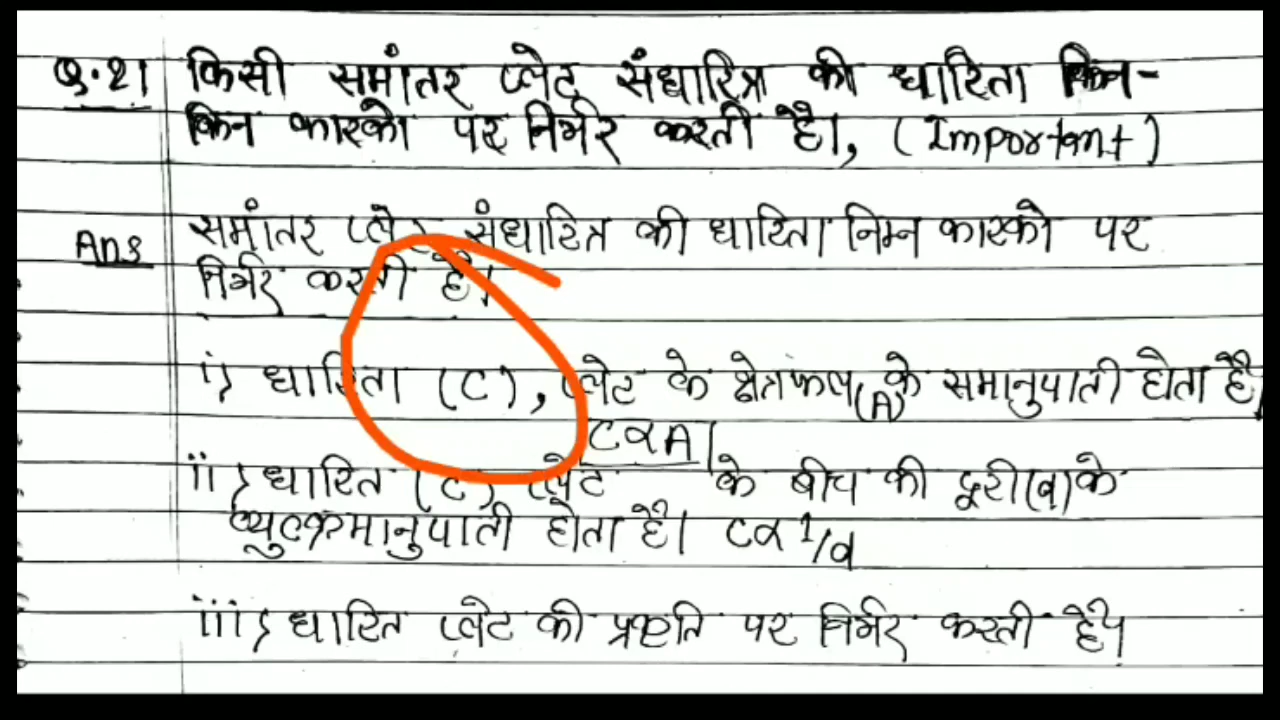 Q.21 किसी समांतर प्लेट संधारित्र की धारिता किन-
किन कारको पर निर्भर करती है।, (Important)
Ans समांतर प्लेट संधारित्र की धारिता निम्न कारको पर
निर्भर करती है।
i) धारिता (C), प्लेट के क्षेत्रफल(A)के समानुपाती होता है।
C∝A
ii) धारित (C) प्लेट के बीच की दूरी(d)के
व्युत्क्रमानुपाती होता है। C∝1/d
iii) धारित प्लेट की प्रकृति पर निर्भर करती है।